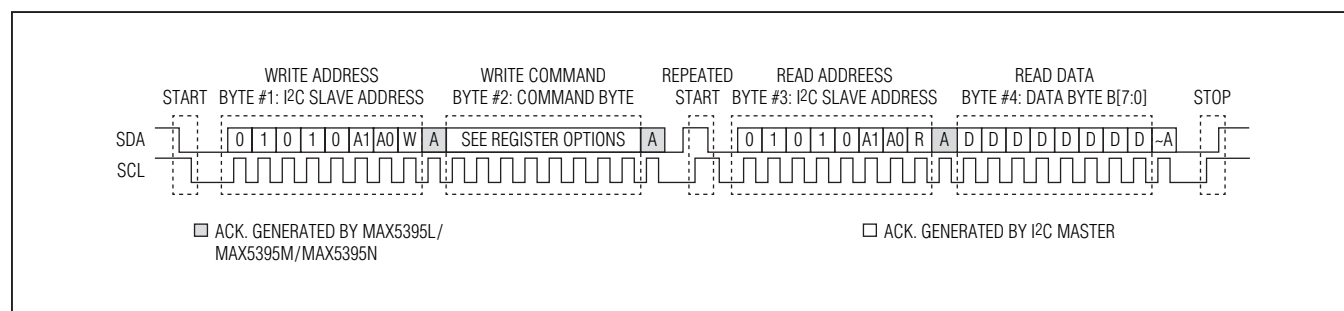 WRITE ADDRESS
BYTE #1: I²C SLAVE ADDRESS
WRITE COMMAND
BYTE #2: COMMAND BYTE
READ ADDREESS
BYTE #3: I²C SLAVE ADDRESS
READ DATA
BYTE #4: DATA BYTE B[7:0]
START
REPEATED
START
STOP
SDA
0 1 0 1 0 A1 A0 W A SEE REGISTER OPTIONS A 0 1 0 1 0 A1 A0 R A D D D D D D D D ~A
SCL
ACK. GENERATED BY MAX5395L/
MAX5395M/MAX5395N
ACK. GENERATED BY I²C MASTER